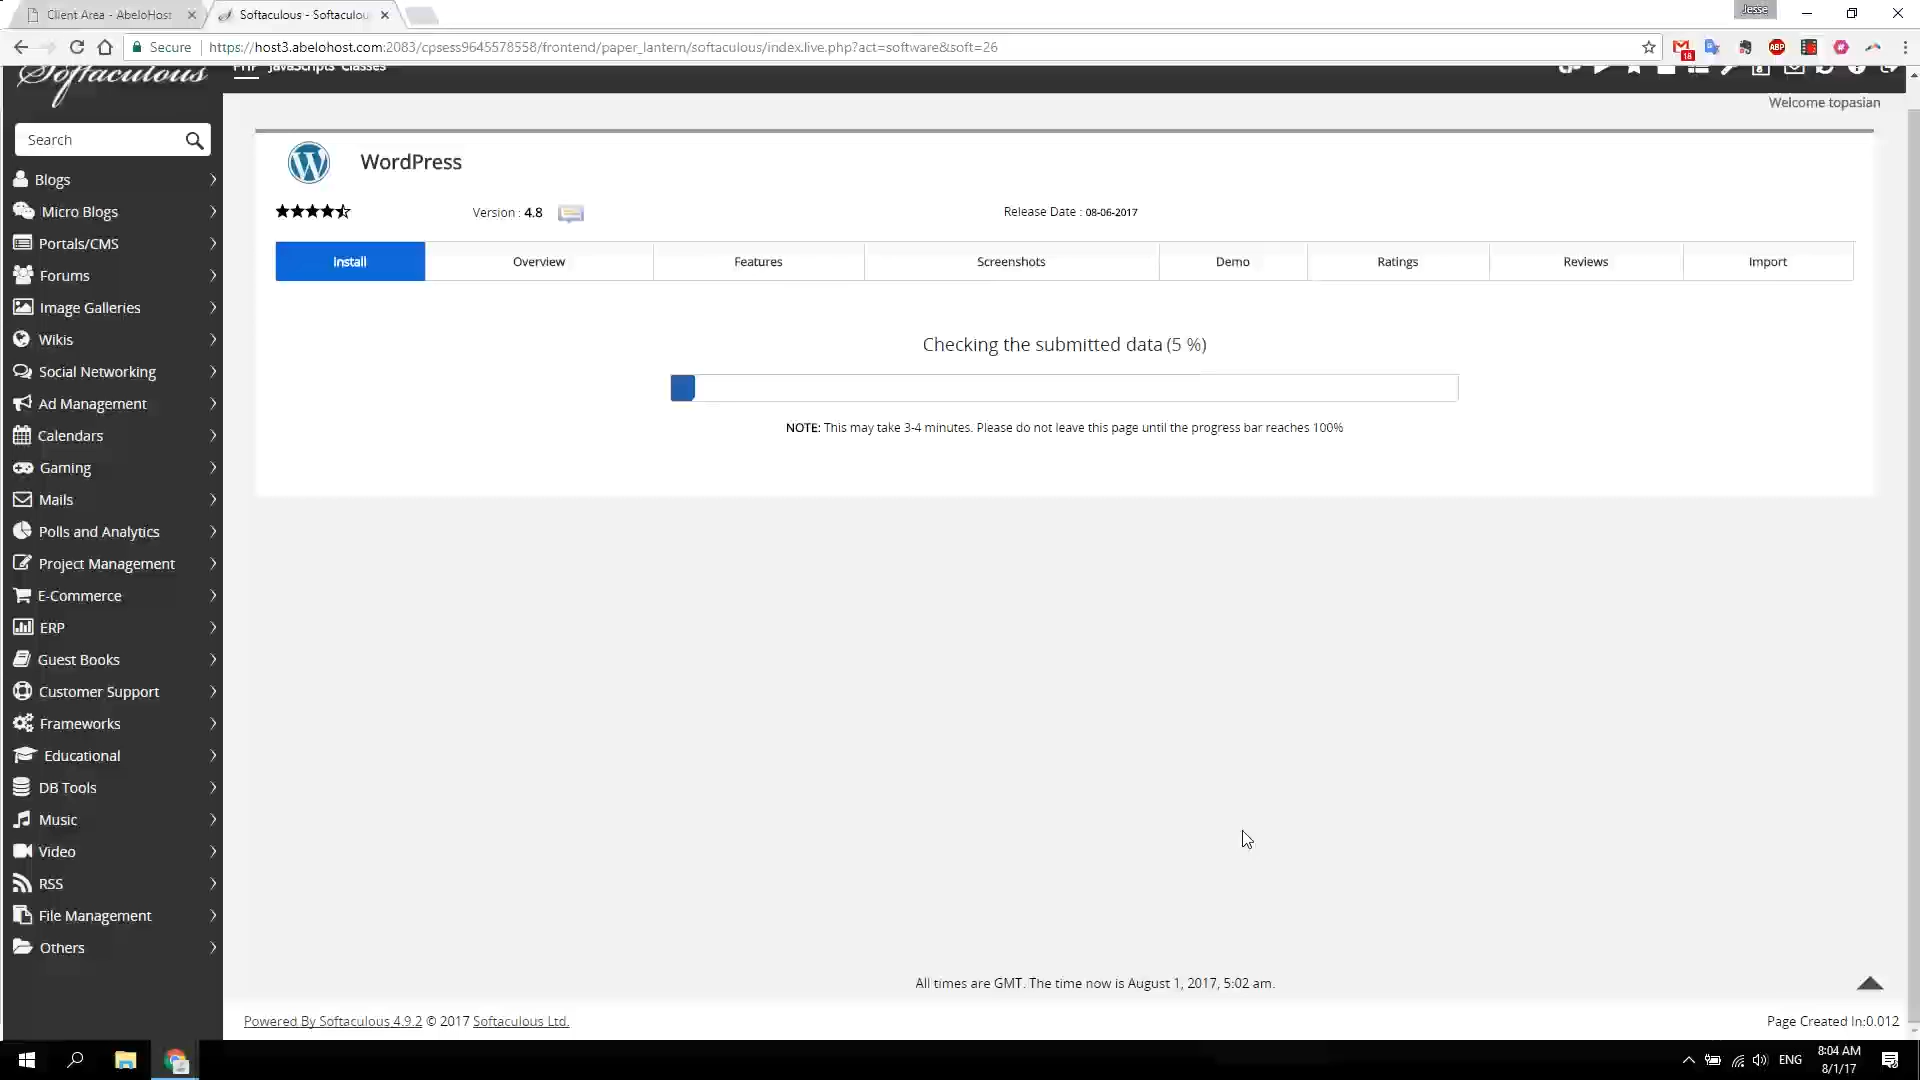 Client Area - AbeloHost
Softaculous - Softaculou
Jesse
Secure
https://host3.abelohost.com:2083/cpsess9645578558/frontend/paper_lantern/softaculous/index.live.php?act=software&soft=26
18
ABP
Softaculous
PHP JavaScripts Classes
Welcome topasian
Search
WordPress
Version : 4.8
Release Date : 08-06-2017
Install
Overview
Features
Screenshots
Demo
Ratings
Reviews
Import
Checking the submitted data (5 %)
NOTE: This may take 3-4 minutes. Please do not leave this page until the progress bar reaches 100%
Blogs
Micro Blogs
Portals/CMS
Forums
Image Galleries
Wikis
Social Networking
Ad Management
Calendars
Gaming
Mails
Polls and Analytics
Project Management
E-Commerce
ERP
Guest Books
Customer Support
Frameworks
Educational
DB Tools
Music
Video
RSS
File Management
Others
All times are GMT. The time now is August 1, 2017, 5:02 am.
Powered By Softaculous 4.9.2 © 2017 Softaculous Ltd.
Page Created In:0.012
ENG
8:04 AM
8/1/17